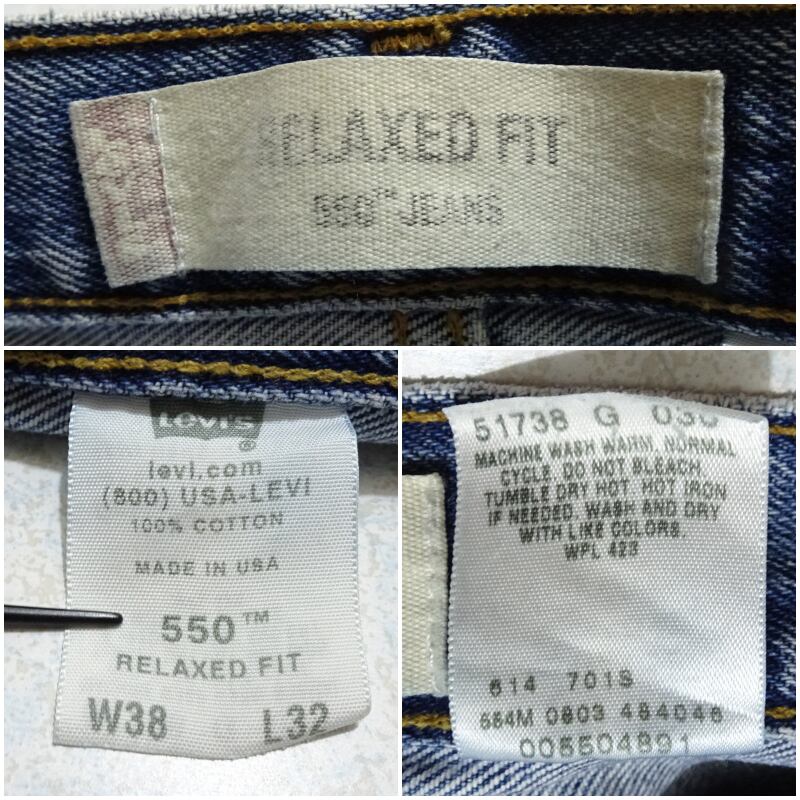 RELAXED FIT
550™ JEANS
Levi's®
levi.com
(800) USA-LEVI
100% COTTON
MADE IN USA
550™
RELAXED FIT
W38 L32
51738 G
MACHINE WASH WARM, NORMAL
CYCLE. DO NOT BLEACH.
TUMBLE DRY HOT. HOT IRON
IF NEEDED. WASH AND DRY
WITH LIKE COLORS.
WPL 423
614 701S
554M 0803 484046
005504891